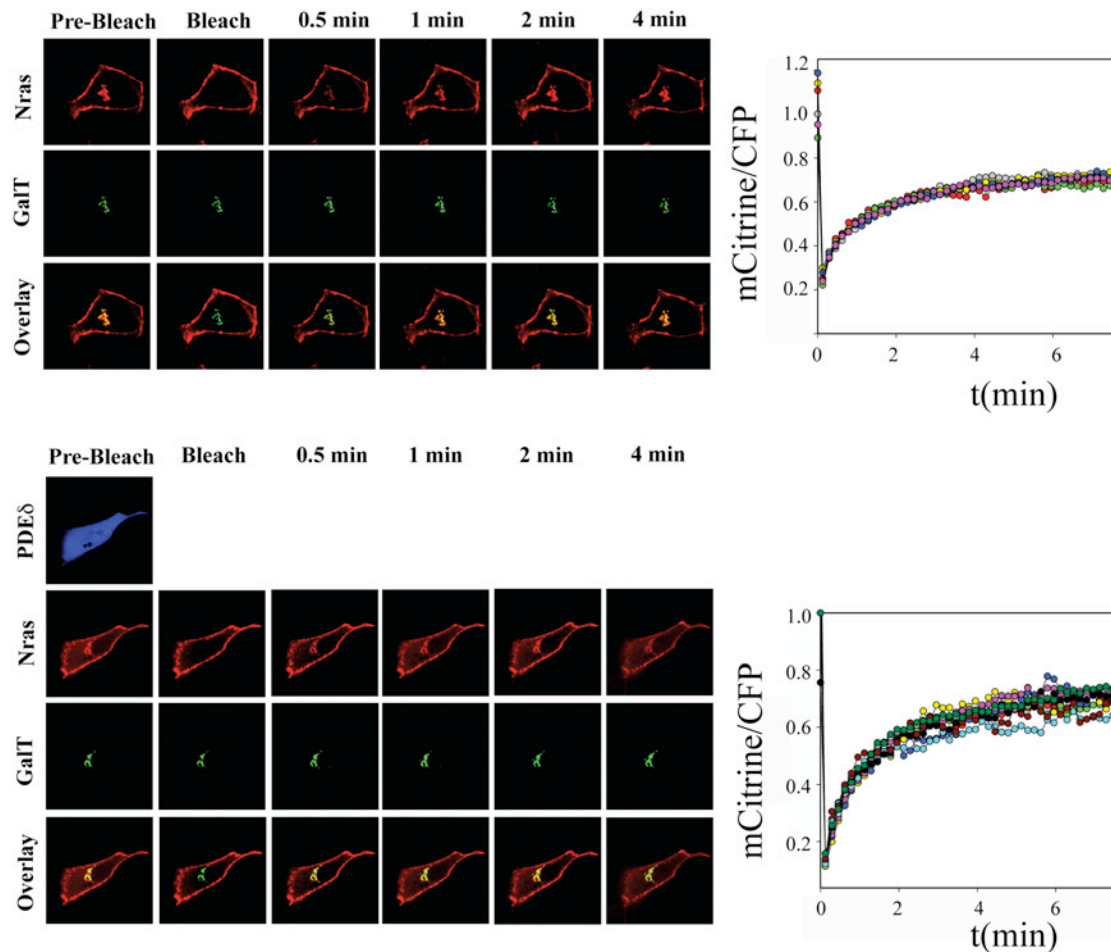 Pre-Bleach Bleach 0.5 min 1 min 2 min 4 min
Nras
GalT
Overlay
mCitrine/CFP
1.2
1.0
0.8
0.6
0.4
0.2
0 2 4 6
t(min)
Pre-Bleach Bleach 0.5 min 1 min 2 min 4 min
PDEδ
Nras
GalT
Overlay
mCitrine/CFP
1.0
0.8
0.6
0.4
0.2
0 2 4 6
t(min)